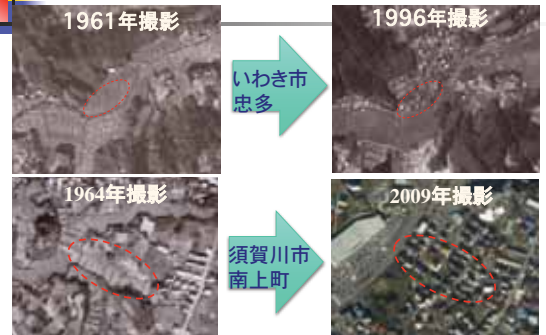 1961年撮影
1996年撮影
いわき市
忠多
1964年撮影
2009年撮影
須賀川市
南上町